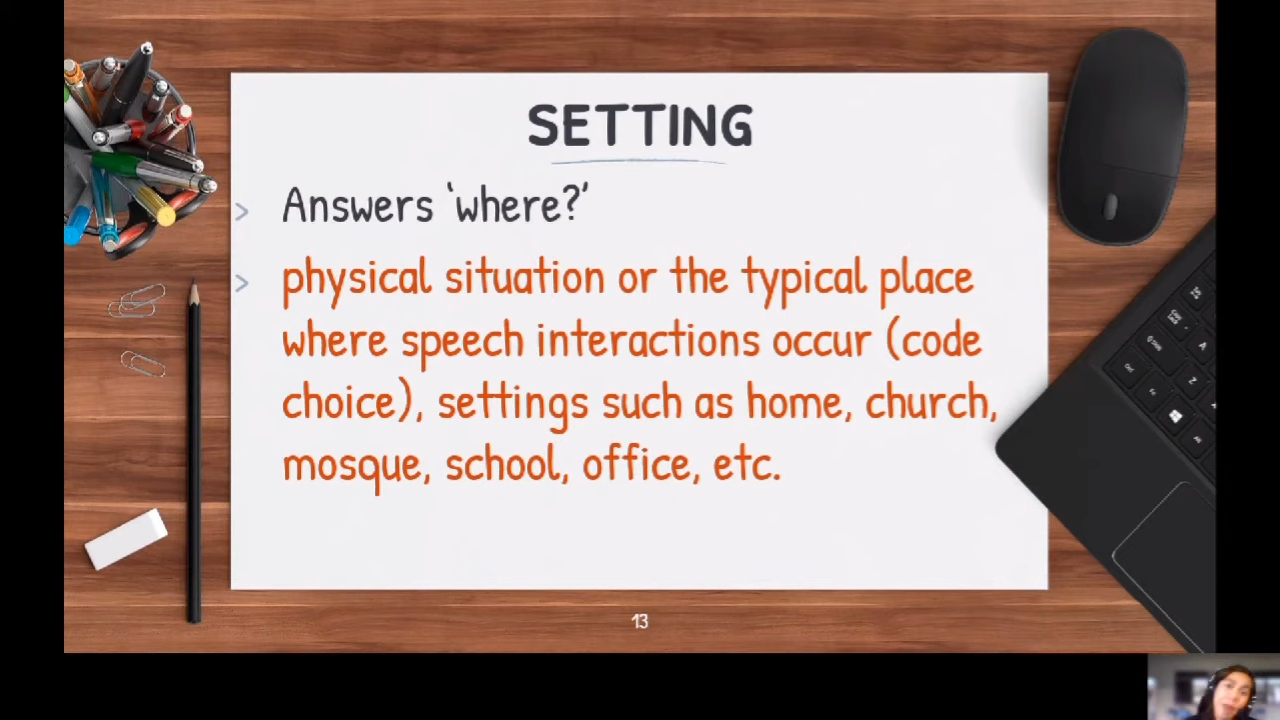 SETTING
Answers ‘where?’
physical situation or the typical place
where speech interactions occur (code
choice), settings such as home, church,
mosque, school, office, etc.
13